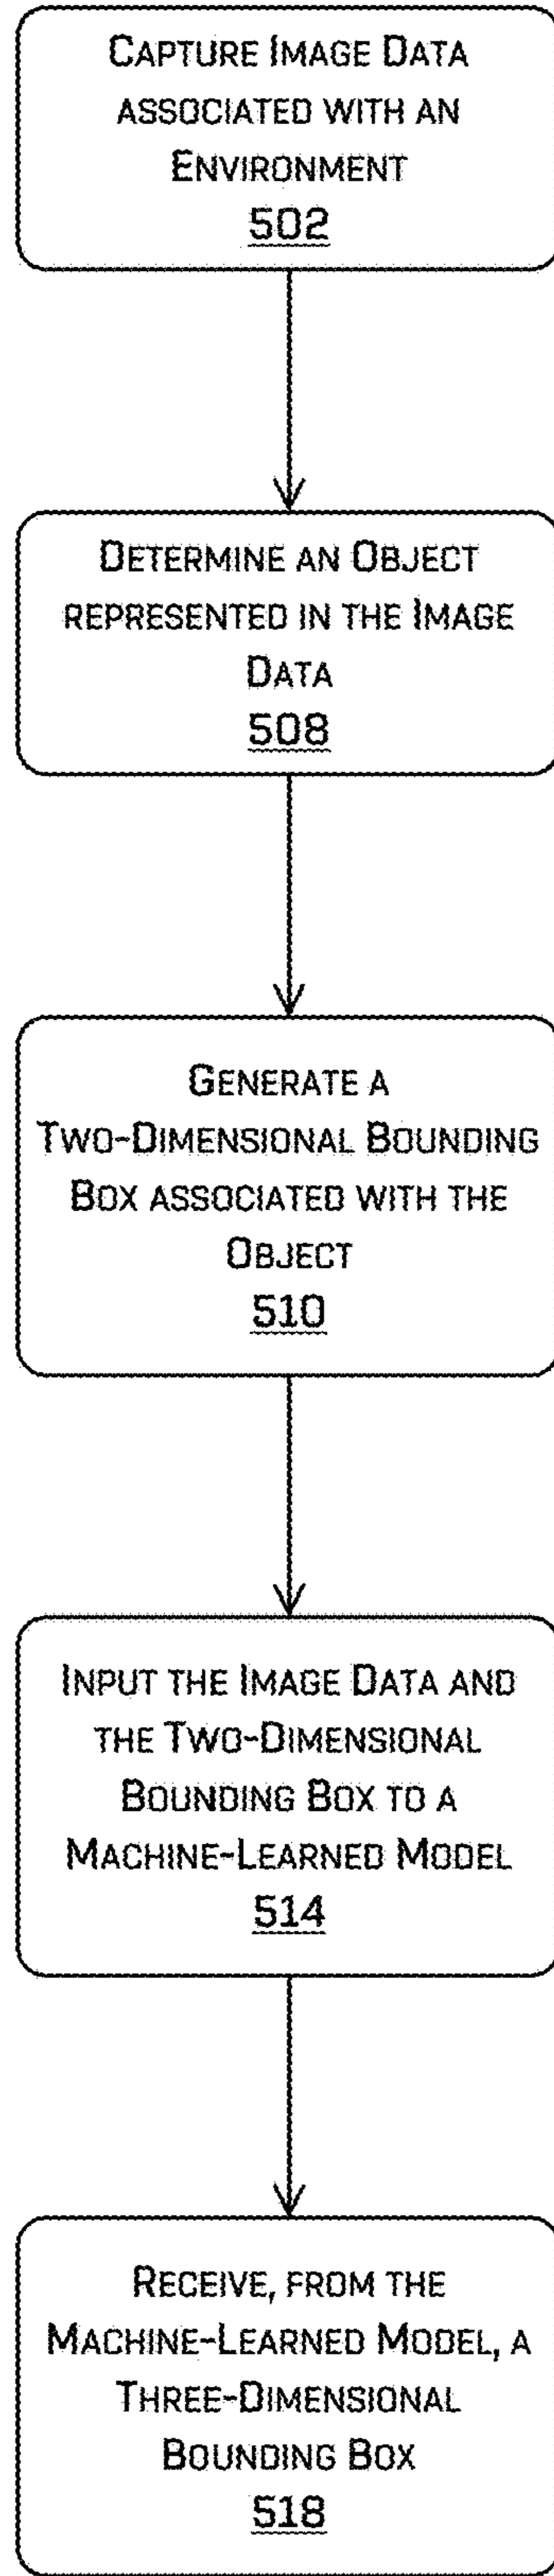 Capture Image Data
associated with an
Environment
502
Determine an Object
represented in the Image
Data
508
Generate a
Two-Dimensional Bounding
Box associated with the
Object
510
Input the Image Data and
the Two-Dimensional
Bounding Box to a
Machine-Learned Model
514
Receive, from the
Machine-Learned Model, a
Three-Dimensional
Bounding Box
518